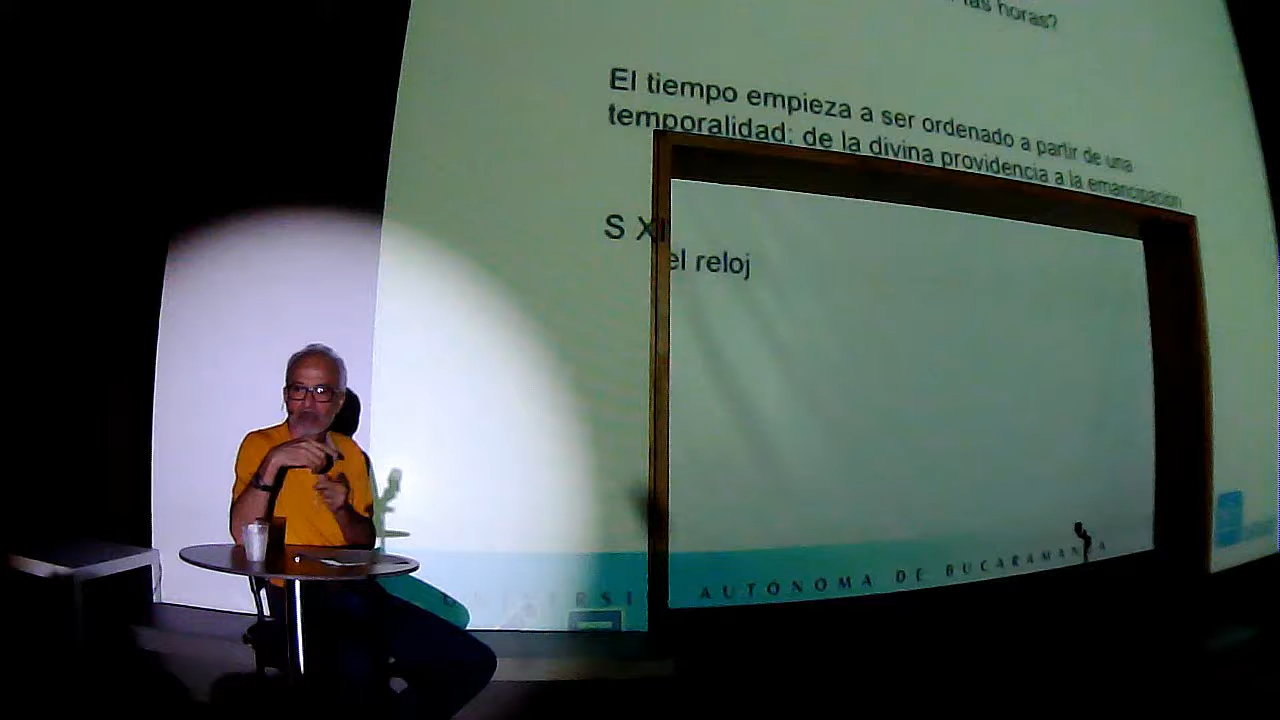 las horas?
El tiempo empieza a ser ordenado a partir de una
temporalidad: de la divina providencia a la emancipación
S XI
el reloj
AUTÓNOMA DE BUCARAMANGA